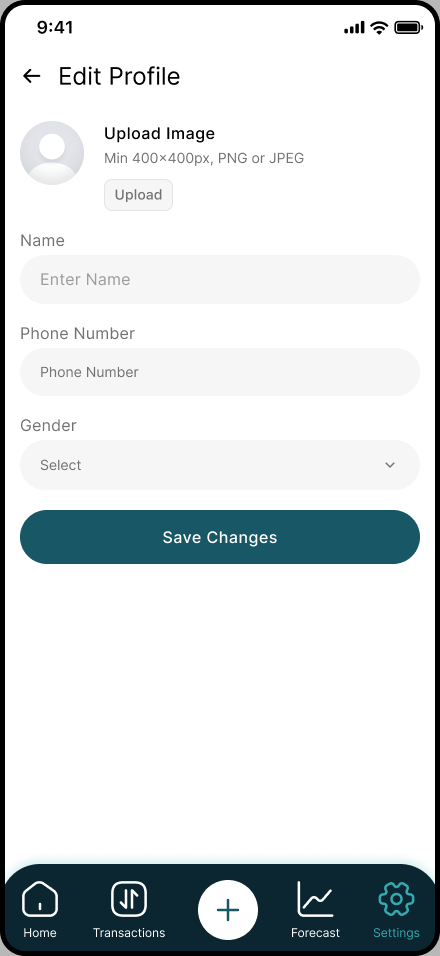 9:41
Edit Profile
Upload Image
Min 400×400px, PNG or JPEG
Upload
Name
Enter Name
Phone Number
Phone Number
Gender
Select
Save Changes
Home
Transactions
Forecast
Settings